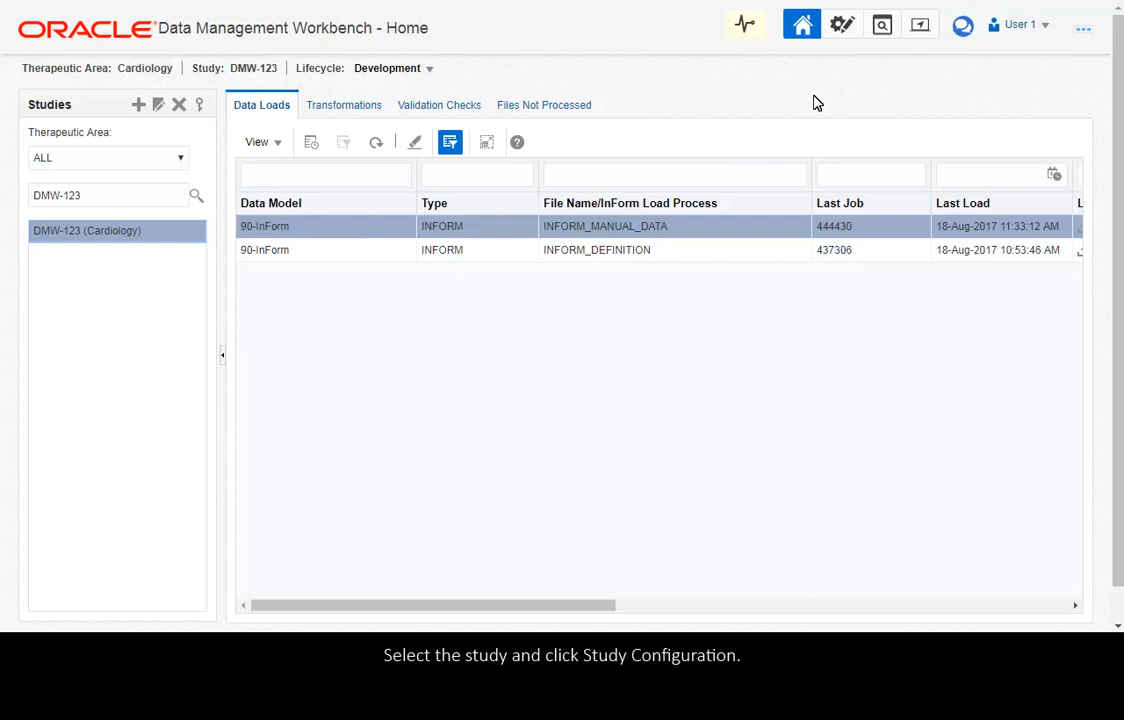 ORACLE® Data Management Workbench - Home
User 1
Therapeutic Area: Cardiology | Study: DMW-123 | Lifecycle: Development
Studies
Therapeutic Area:
ALL
DMW-123
DMW-123 (Cardiology)
Data Loads Transformations Validation Checks Files Not Processed
View
Data Model Type File Name/InForm Load Process Last Job Last Load L
90-InForm INFORM INFORM_MANUAL_DATA 444430 18-Aug-2017 11:33:12 AM
90-InForm INFORM INFORM_DEFINITION 437306 18-Aug-2017 10:53:46 AM
Select the study and click Study Configuration.